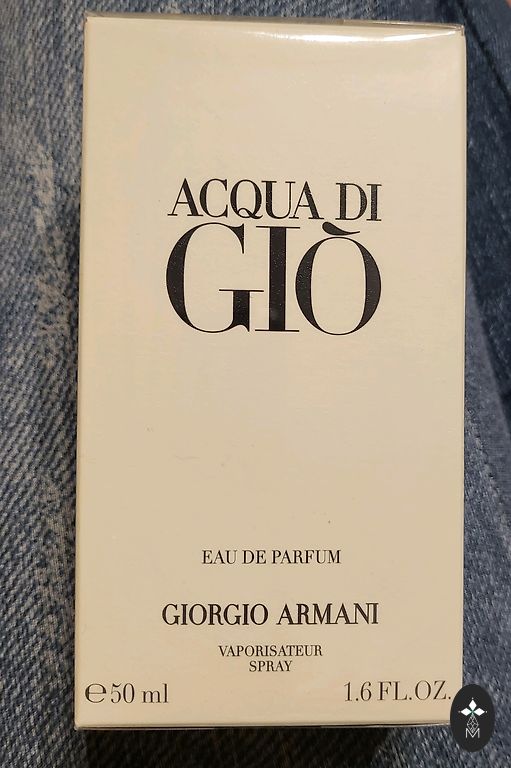 ACQUA DI
GIÒ
EAU DE PARFUM
GIORGIO ARMANI
VAPORISATEUR
SPRAY
℮50 ml 1.6 FL.OZ.
M